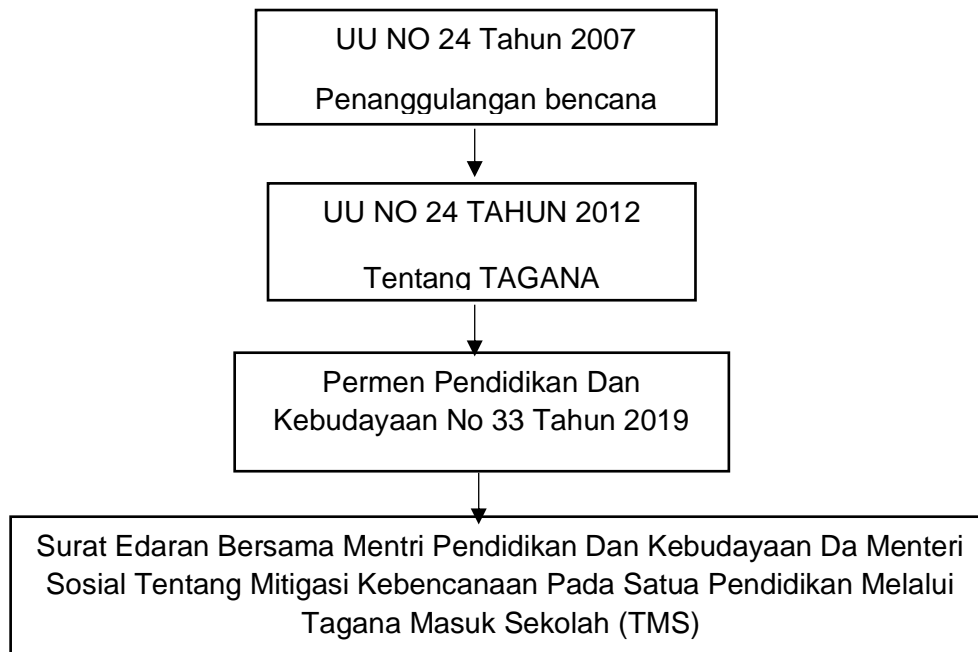 UU NO 24 Tahun 2007
Penanggulangan bencana
UU NO 24 TAHUN 2012
Tentang TAGANA
Permen Pendidikan Dan
Kebudayaan No 33 Tahun 2019
Surat Edaran Bersama Mentri Pendidikan Dan Kebudayaan Da Menteri
Sosial Tentang Mitigasi Kebencanaan Pada Satua Pendidikan Melalui
Tagana Masuk Sekolah (TMS)